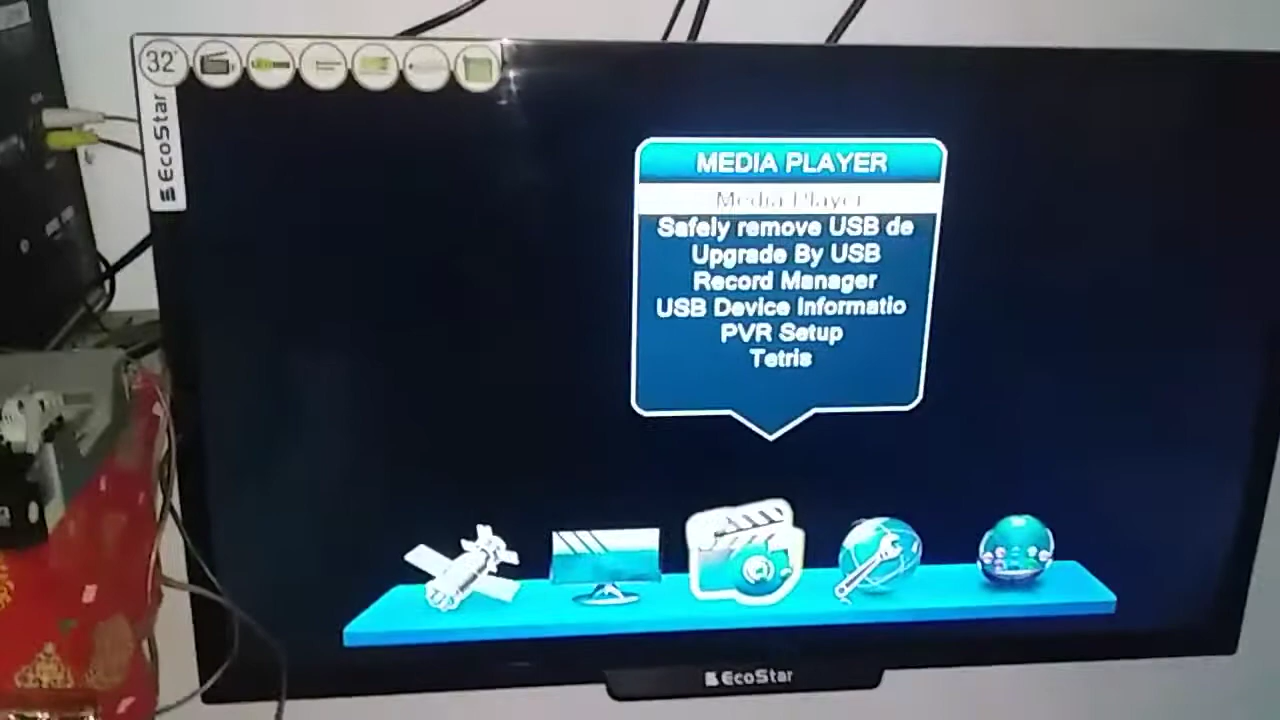 32"
EcoStar
MEDIA PLAYER
Media Player
Safely remove USB de
Upgrade By USB
Record Manager
USB Device Informatio
PVR Setup
Tetris
EcoStar